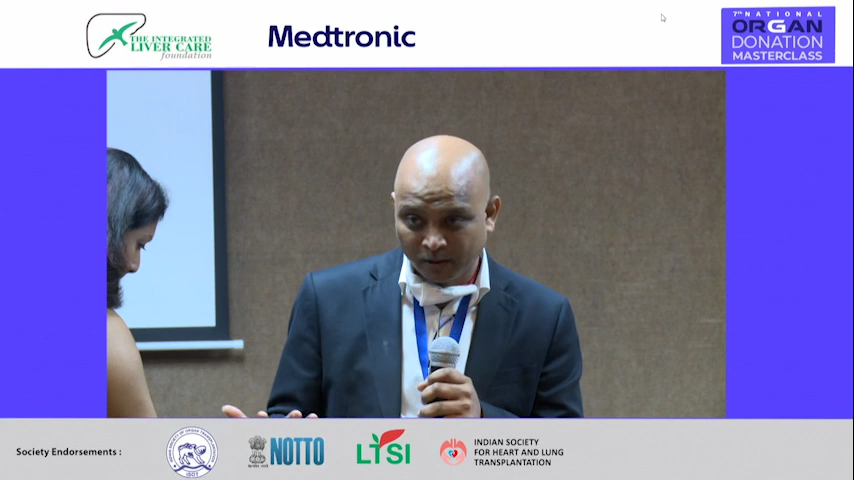 THE INTEGRATED
LIVER CARE
foundation
Medtronic
7th NATIONAL
ORGAN
DONATION
MASTERCLASS
Society Endorsements :
ISOT
NOTTO
LTSI
INDIAN SOCIETY
FOR HEART AND LUNG
TRANSPLANTATION